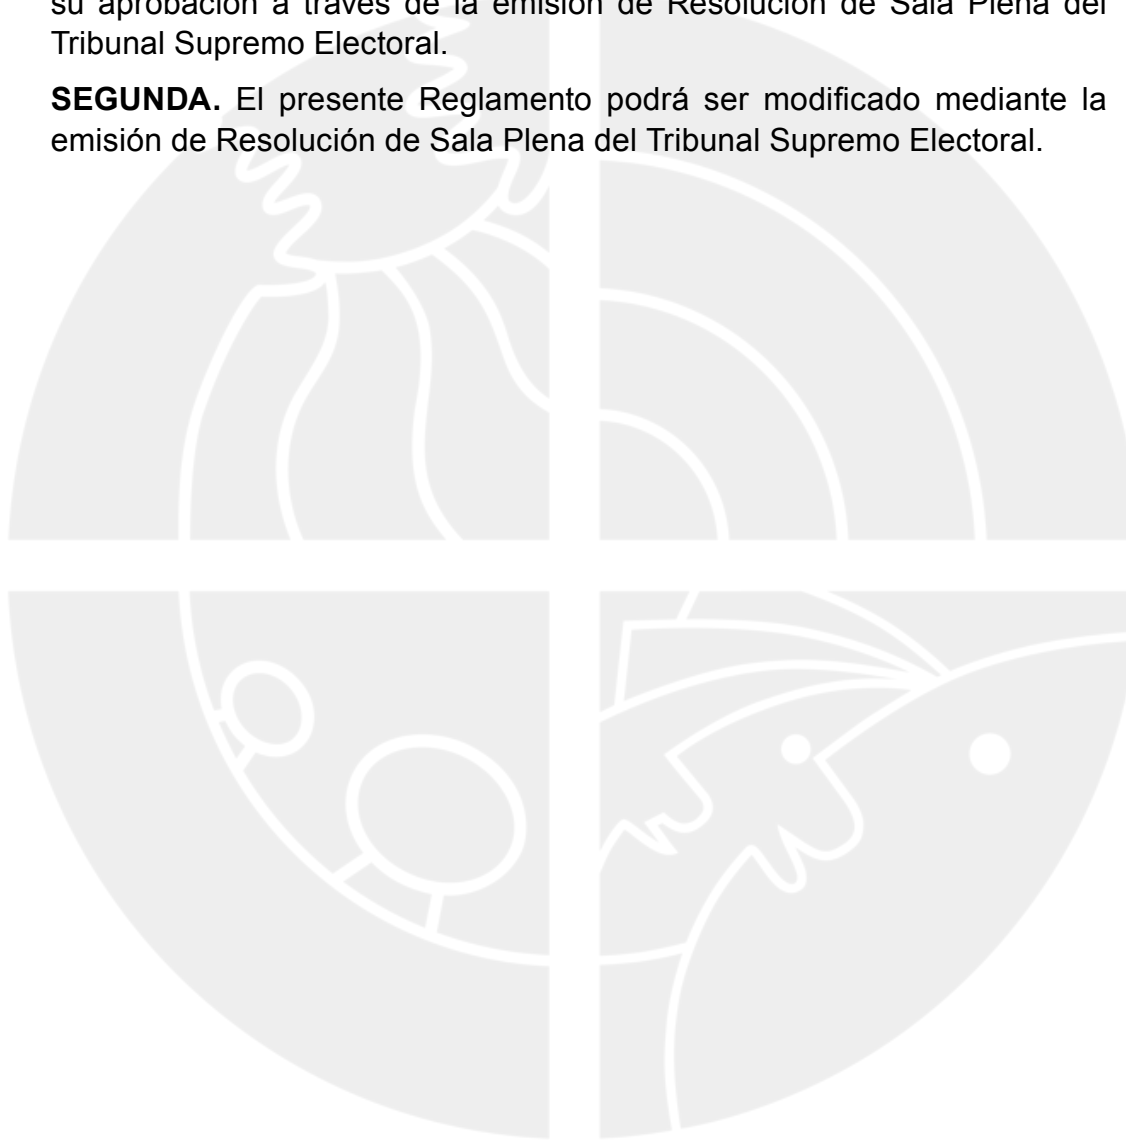 su aprobación a través de la emisión de Resolución de Sala Plena del
Tribunal Supremo Electoral.
SEGUNDA. El presente Reglamento podrá ser modificado mediante la
emisión de Resolución de Sala Plena del Tribunal Supremo Electoral.